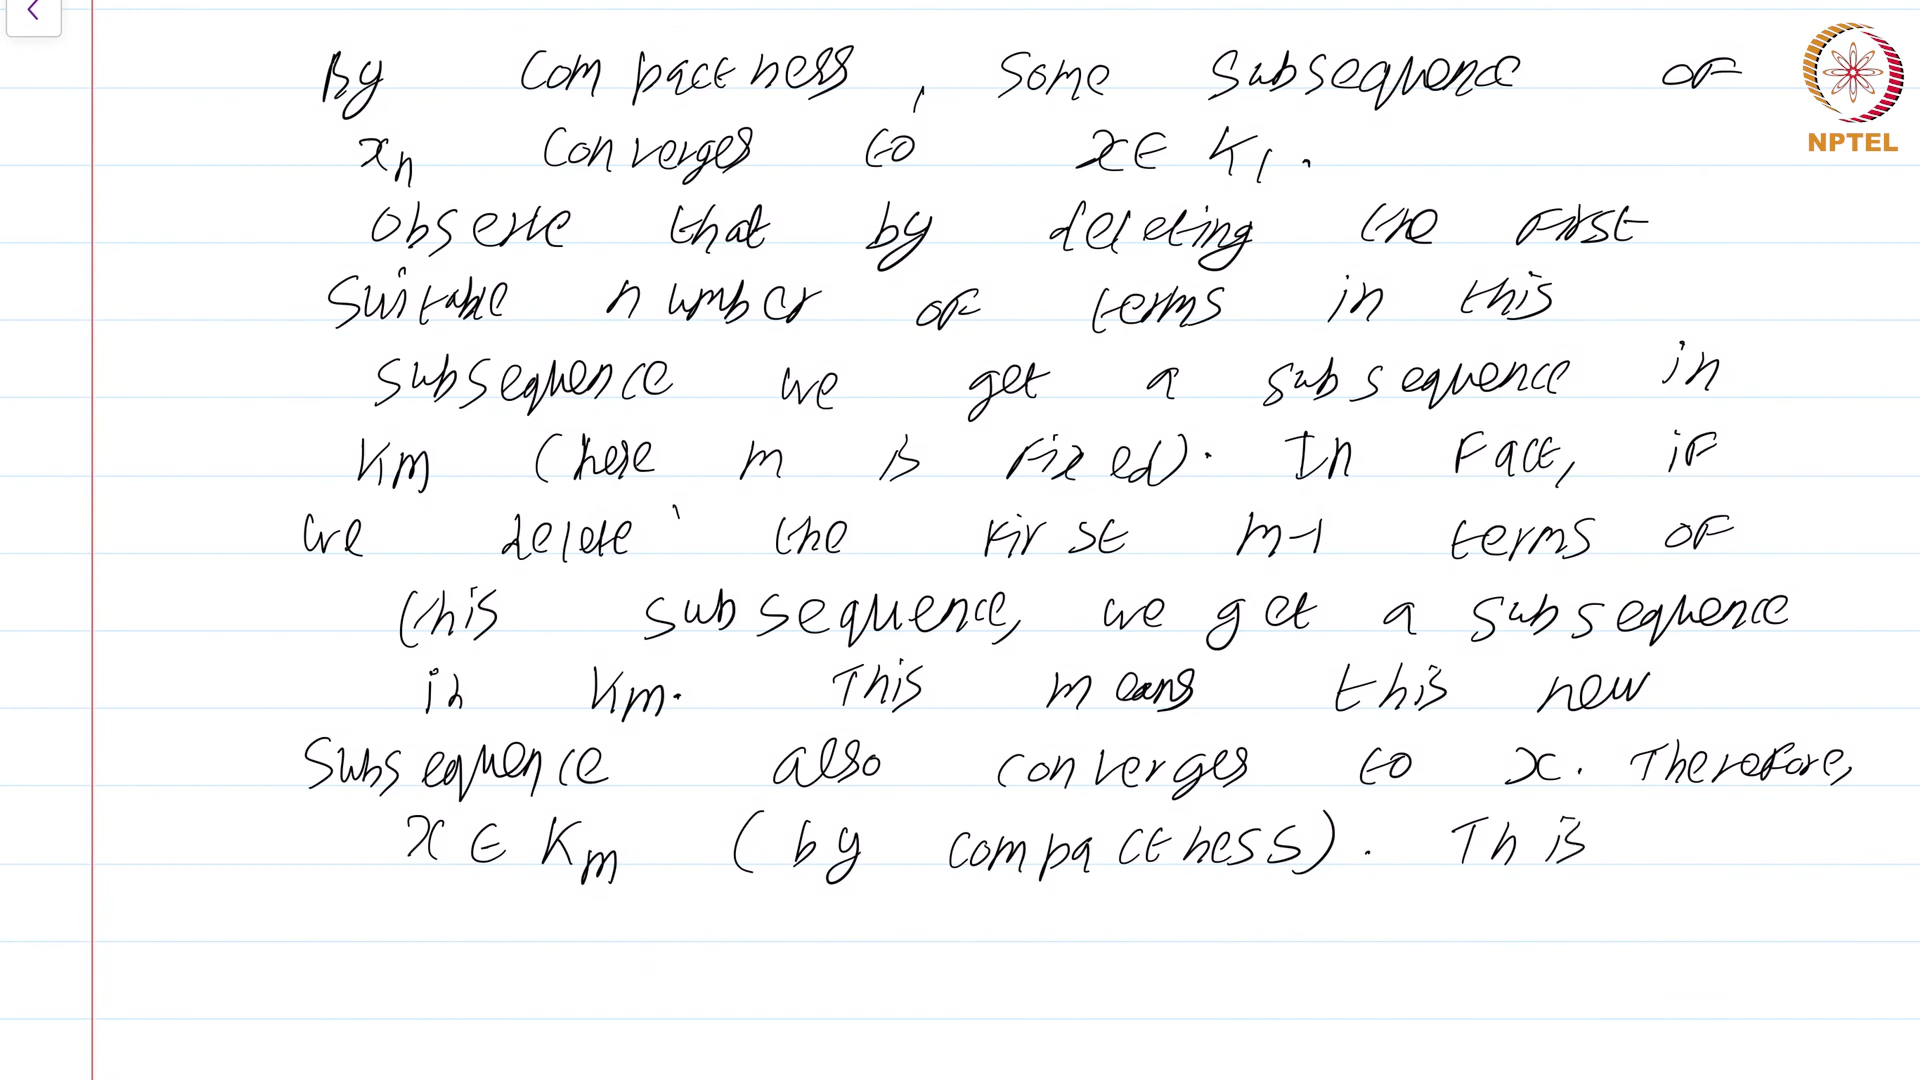 By compactness, some subsequence of
xₙ converges to x ∈ K₁.
Observe that by deleting the first
suitable number of terms in this
subsequence we get a subsequence in
Km (here m is fixed). In fact, if
we delete the first m-1 terms of
this subsequence, we get a subsequence
in Km. This means this new
subsequence also converges to x. Therefore,
x ∈ Km (by compactness). This
NPTEL